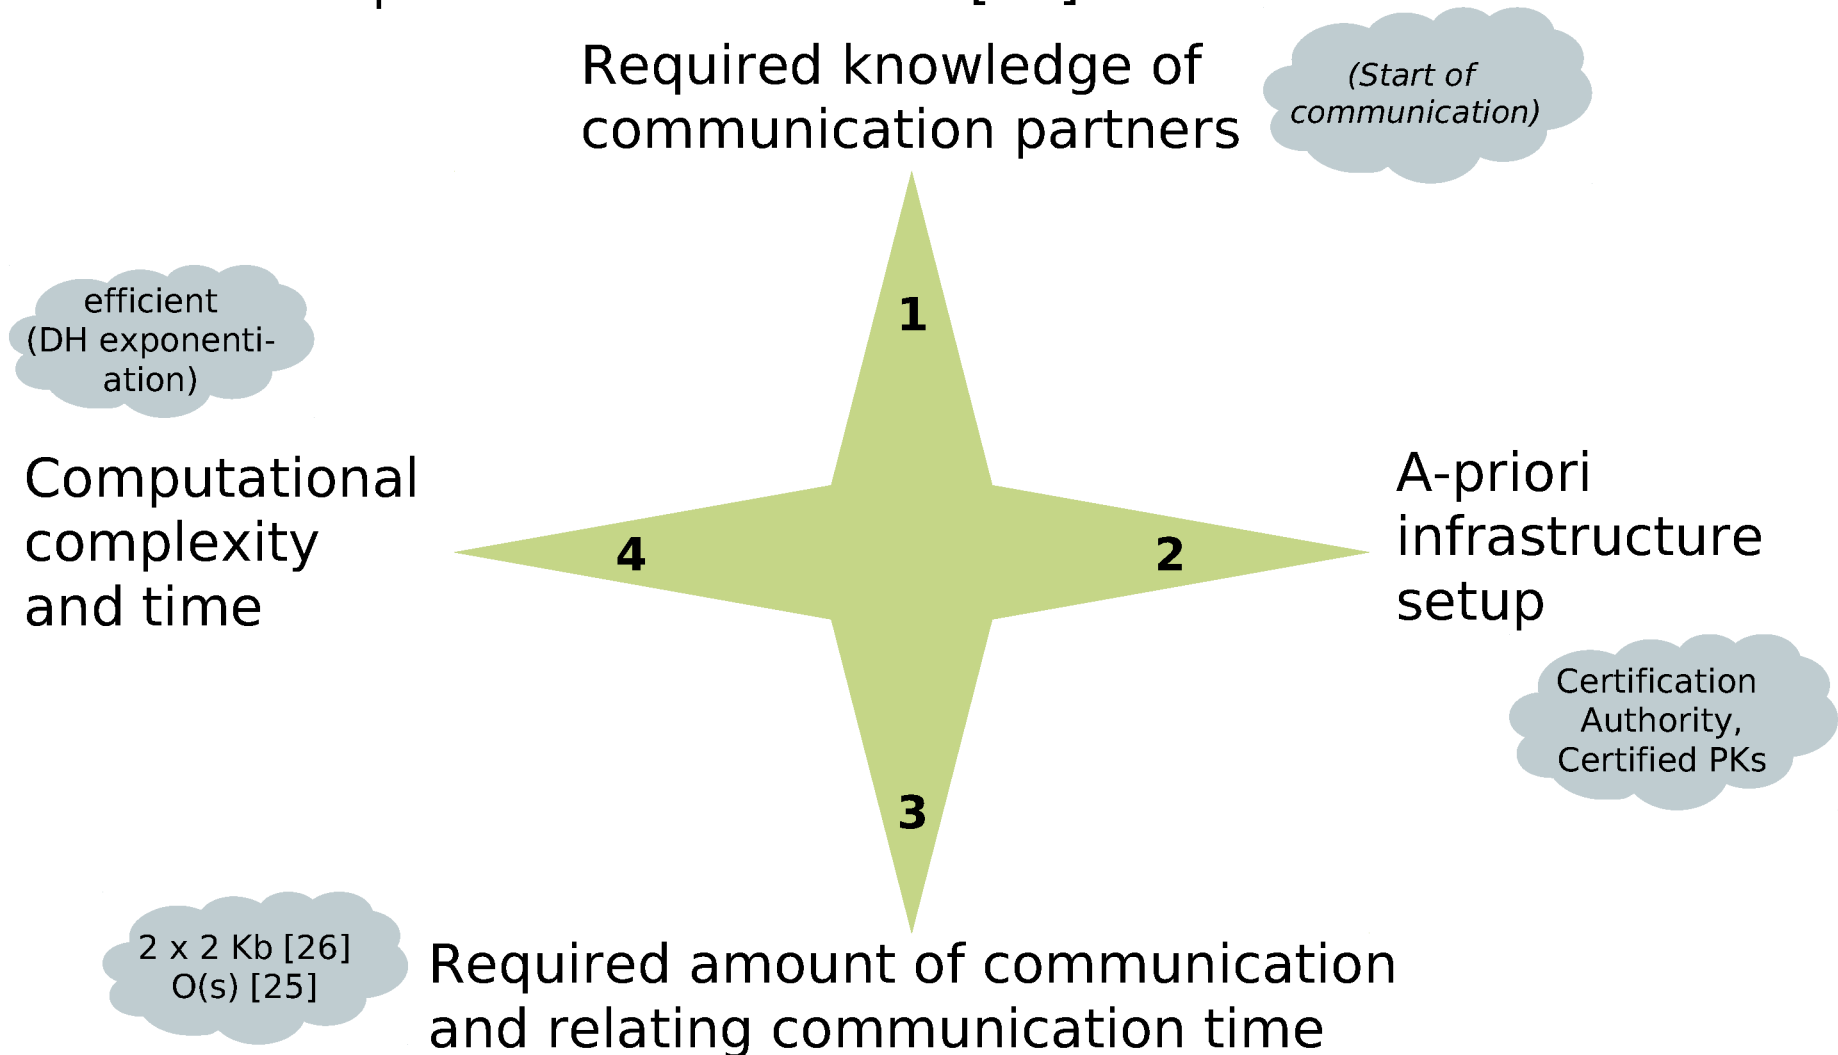 Required knowledge of
communication partners
(Start of
communication)
1
efficient
(DH exponenti-
ation)
Computational
complexity
and time
4
2
A-priori
infrastructure
setup
Certification
Authority,
Certified PKs
3
2 x 2 Kb [26]
O(s) [25]
Required amount of communication
and relating communication time